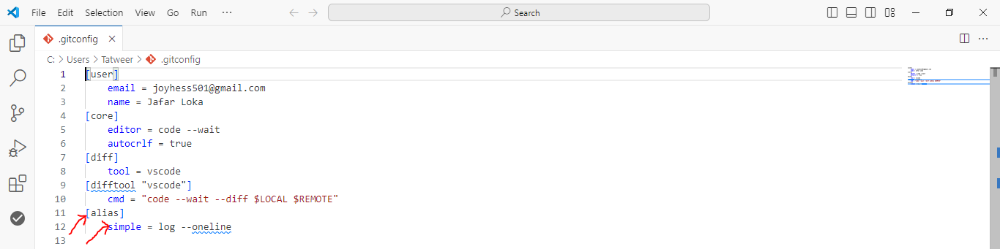 File Edit Selection View Go Run ··· Search
.gitconfig
C: > Users > Tatweer > .gitconfig
1 [user]
2 email = joyhess501@gmail.com
3 name = Jafar Loka
4 [core]
5 editor = code --wait
6 autocrlf = true
7 [diff]
8 tool = vscode
9 [difftool "vscode"]
10 cmd = "code --wait --diff $LOCAL $REMOTE"
11 [alias]
12 simple = log --oneline
13